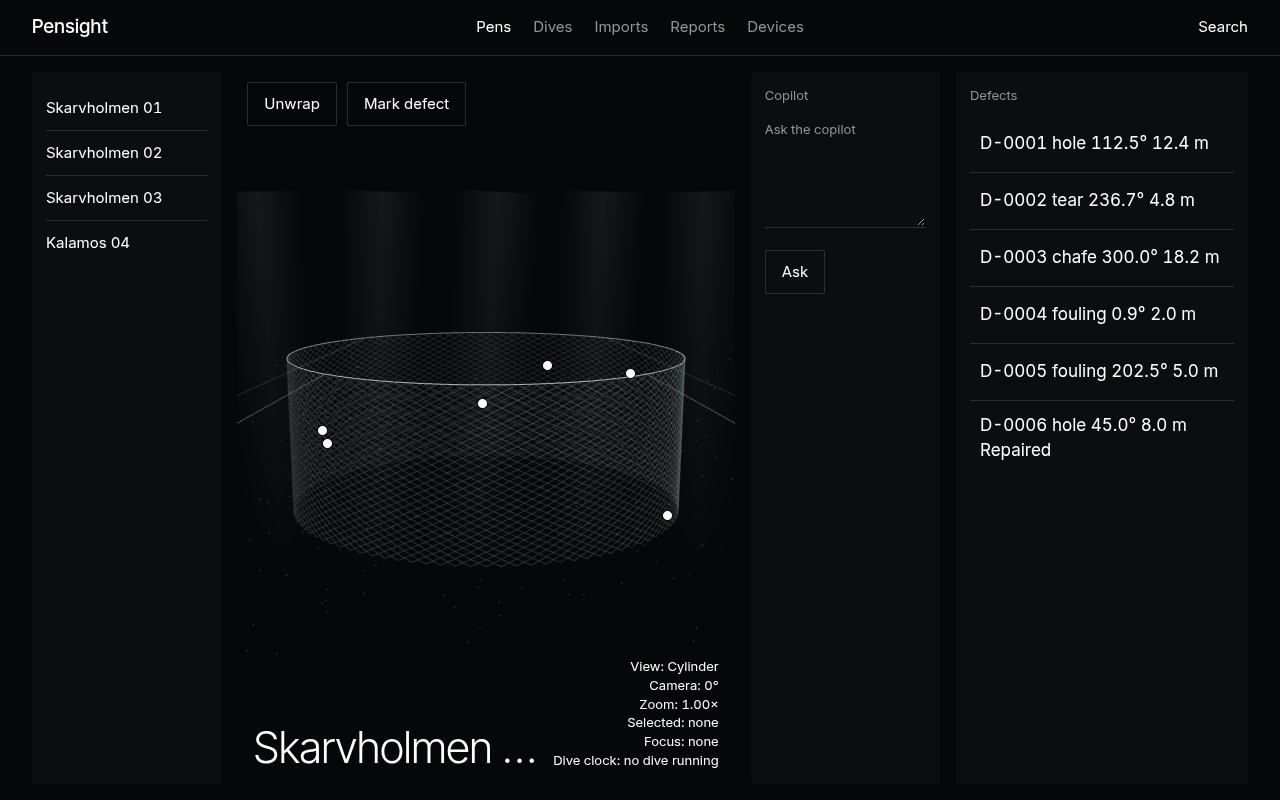 Pensight
Pens
Dives
Imports
Reports
Devices
Search
Skarvholmen 01
Skarvholmen 02
Skarvholmen 03
Kalamos 04
Unwrap
Mark defect
View: Cylinder
Camera: 0°
Zoom: 1.00×
Selected: none
Focus: none
Dive clock: no dive running
Skarvholmen ...
Copilot
Ask the copilot
Ask
Defects
D-0001 hole 112.5° 12.4 m
D-0002 tear 236.7° 4.8 m
D-0003 chafe 300.0° 18.2 m
D-0004 fouling 0.9° 2.0 m
D-0005 fouling 202.5° 5.0 m
D-0006 hole 45.0° 8.0 m
Repaired